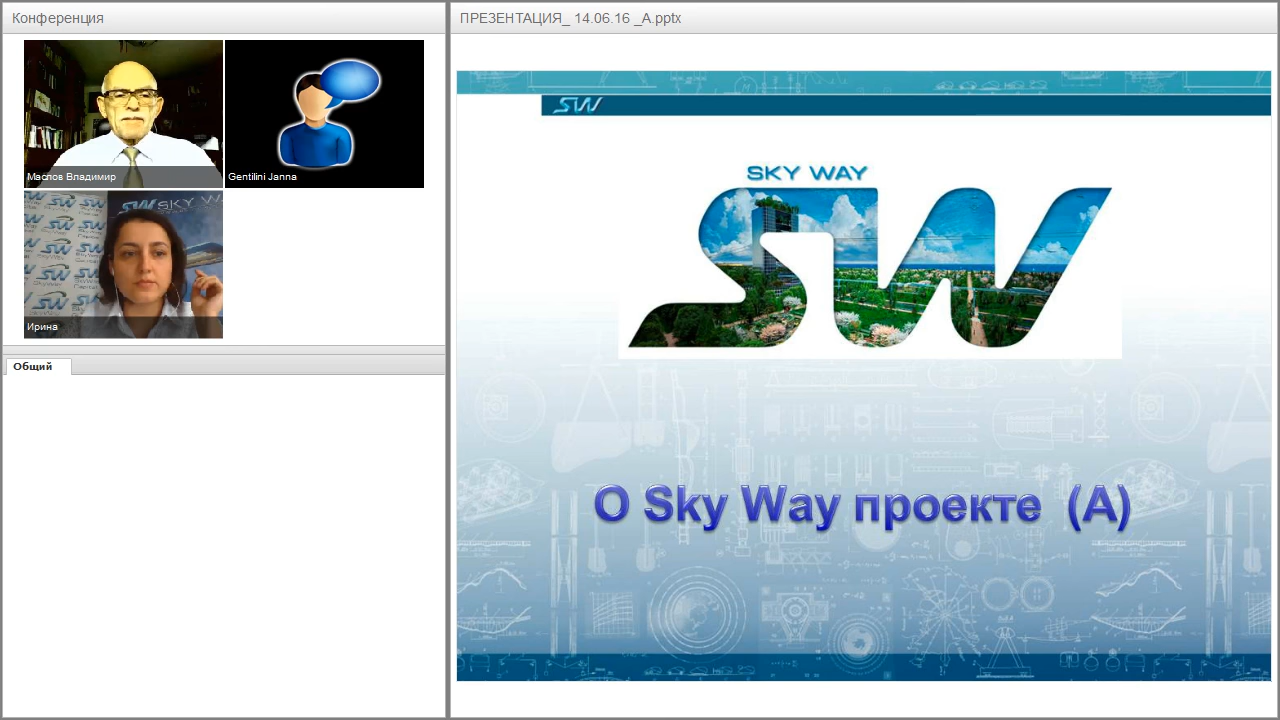 Конференция
Маслов Владимир
Gentilini Janna
Ирина
Общий
ПРЕЗЕНТАЦИЯ_ 14.06.16 _A.pptx
SW
SKY WAY
SW
О Sky Way проекте (А)